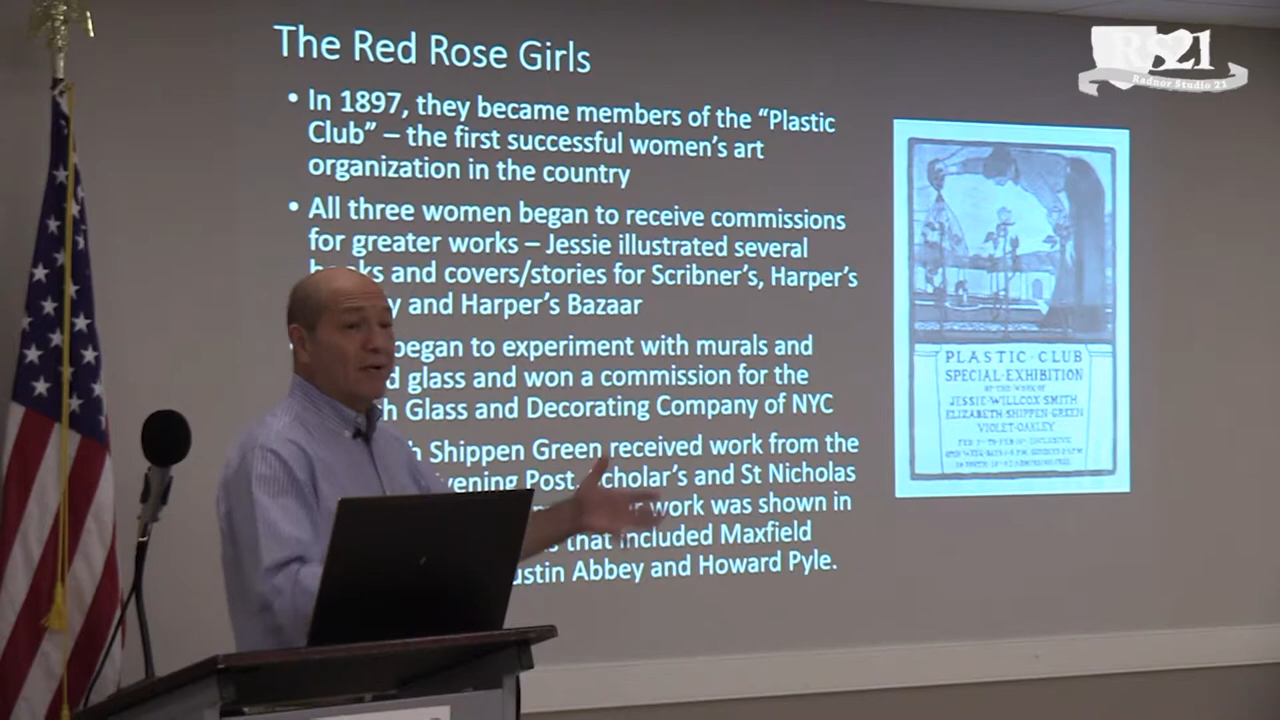 The Red Rose Girls
• In 1897, they became members of the “Plastic
Club” – the first successful women’s art
organization in the country
• All three women began to receive commissions
for greater works – Jessie illustrated several
and covers/stories for Scribner’s, Harper’s
and Harper’s Bazaar
began to experiment with murals and
glass and won a commission for the
Glass and Decorating Company of NYC
Shippen Green received work from the
Post, and St Nicholas
work was shown in
that included Maxfield
Abbey and Howard Pyle.
RS21
Radnor Studio 21
PLASTIC·CLUB
SPECIAL·EXHIBITION
OF THE WORK OF
JESSIE·WILLCOX·SMITH
ELIZABETH·SHIPPEN·GREEN
VIOLET·OAKLEY